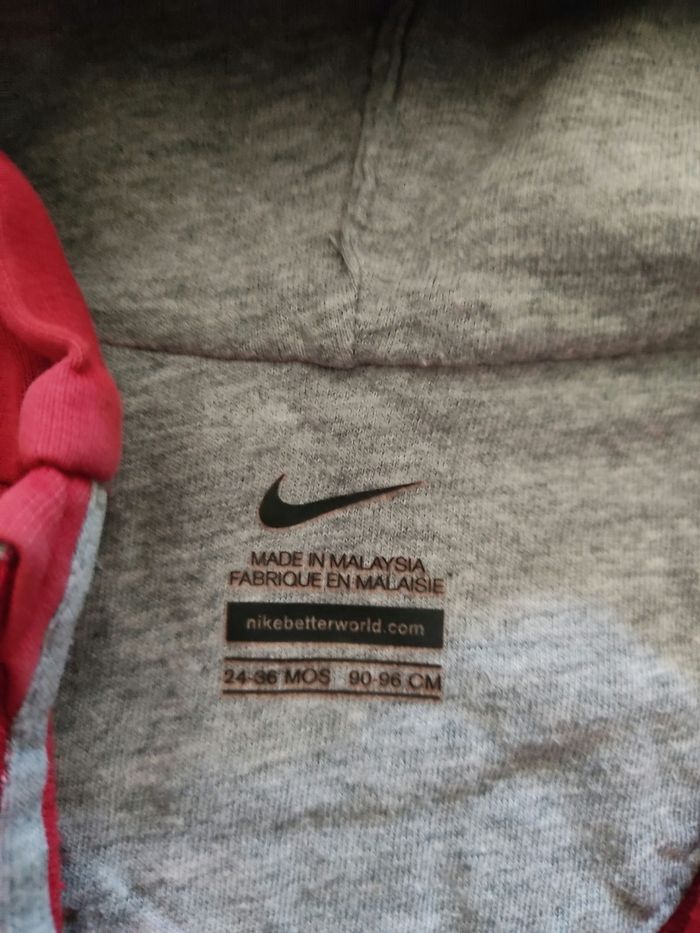 MADE IN MALAYSIA
FABRIQUE EN MALAISIE
nikebetterworld.com
24-36 MOS 90-96 CM